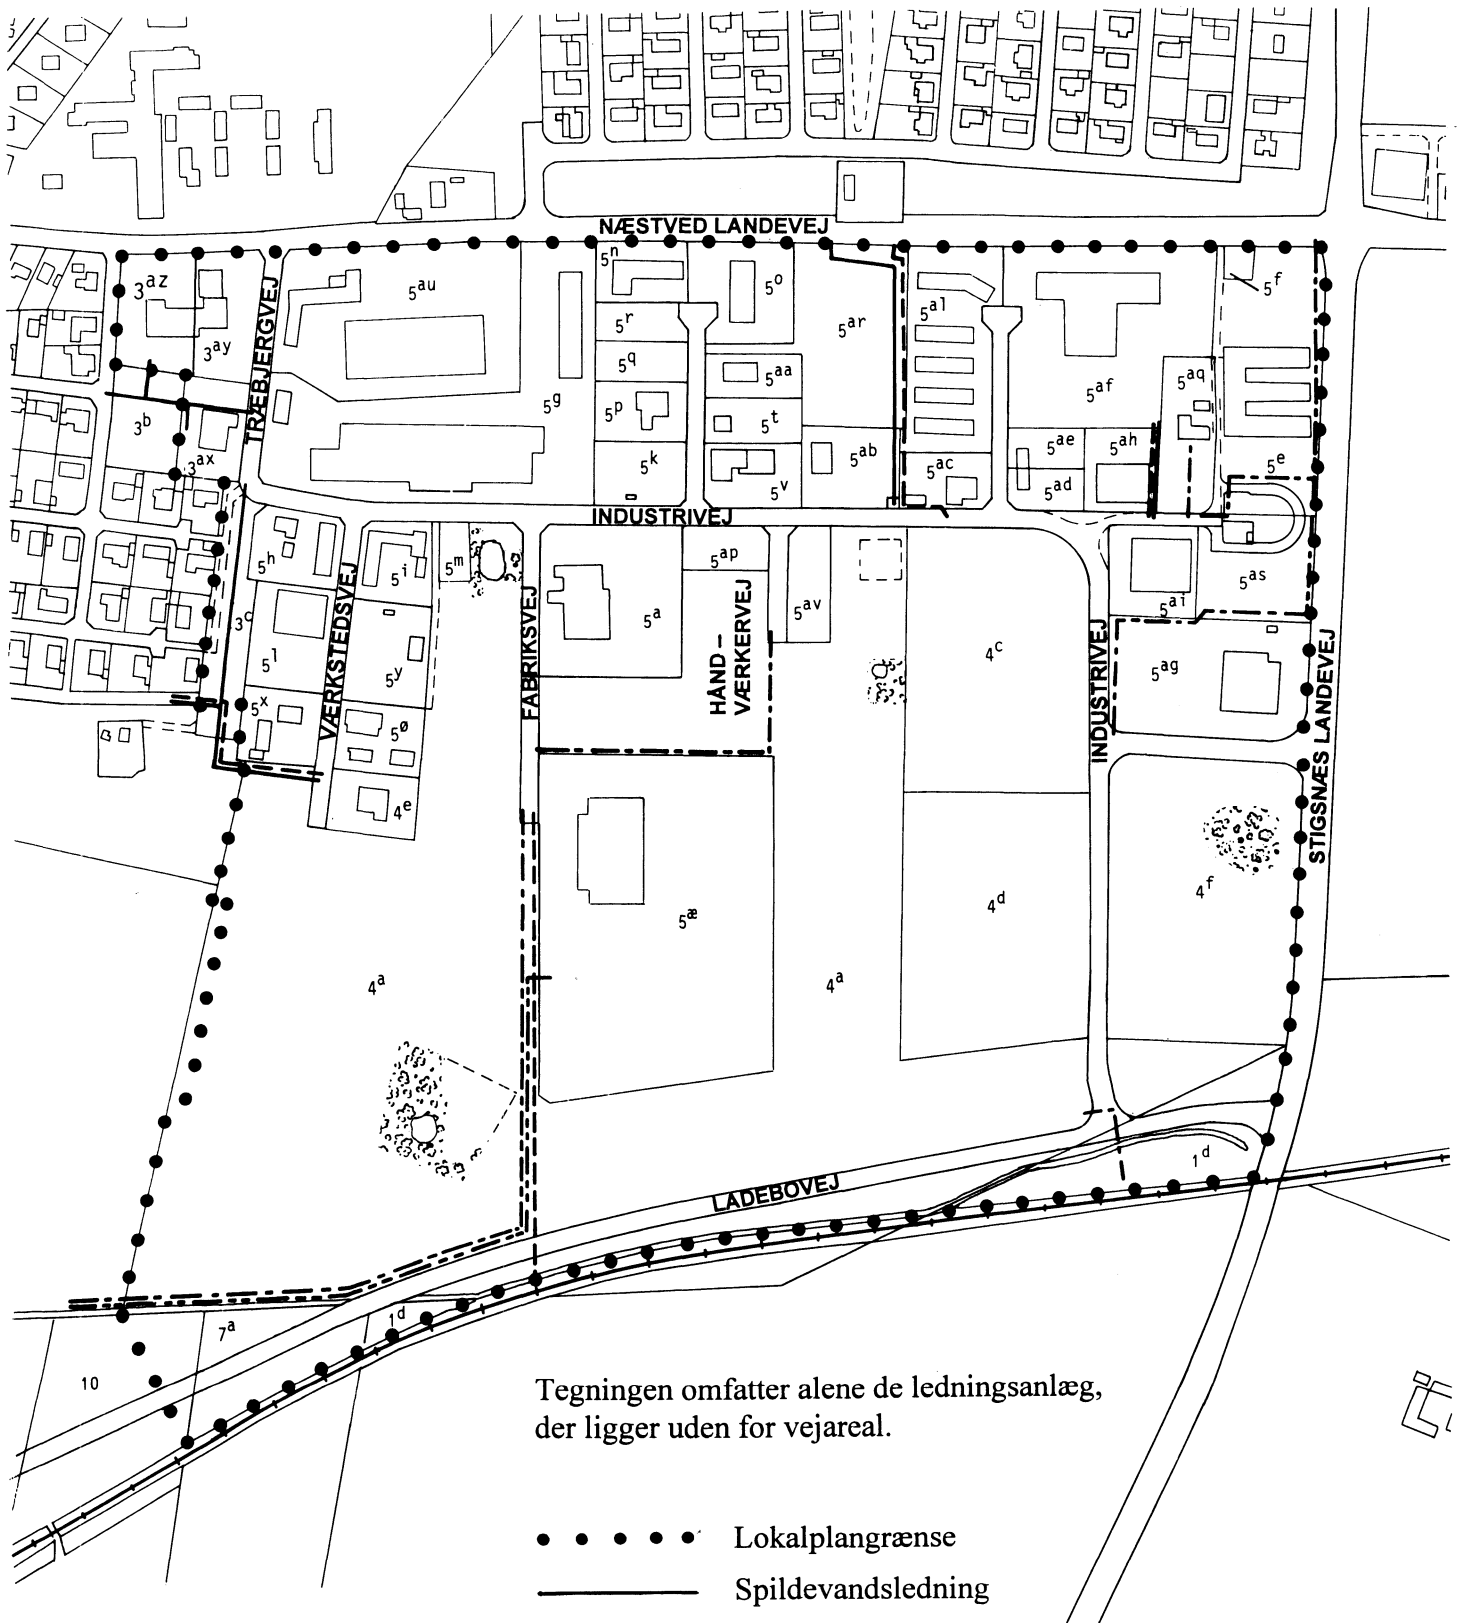 NÆSTVED LANDEVEJ
5n
3az
5au
5o
5al
5f
TRÆBJERGVEJ
5r
5ar
3ay
5q
5aa
5aq
5g
5af
5p
5t
3b
5ae
5ah
3ax
5k
5ab
5ac
5e
5v
5ad
INDUSTRIVEJ
5h
5i
5m
5ap
5as
VÆRKSTEDSVEJ
FABRIKSVEJ
HÅND-
VÆRKERVEJ
5av
5ai
3c
5a
4c
INDUSTRIVEJ
STIGSNÆS LANDEVEJ
5l
5y
5ag
5x
5ø
4e
4f
5æ
4d
4a
4a
LADEBOVEJ
1d
1d
7a
10
Tegningen omfatter alene de ledningsanlæg,
der ligger uden for vejareal.
Lokalplangrænse
Spildevandsledning